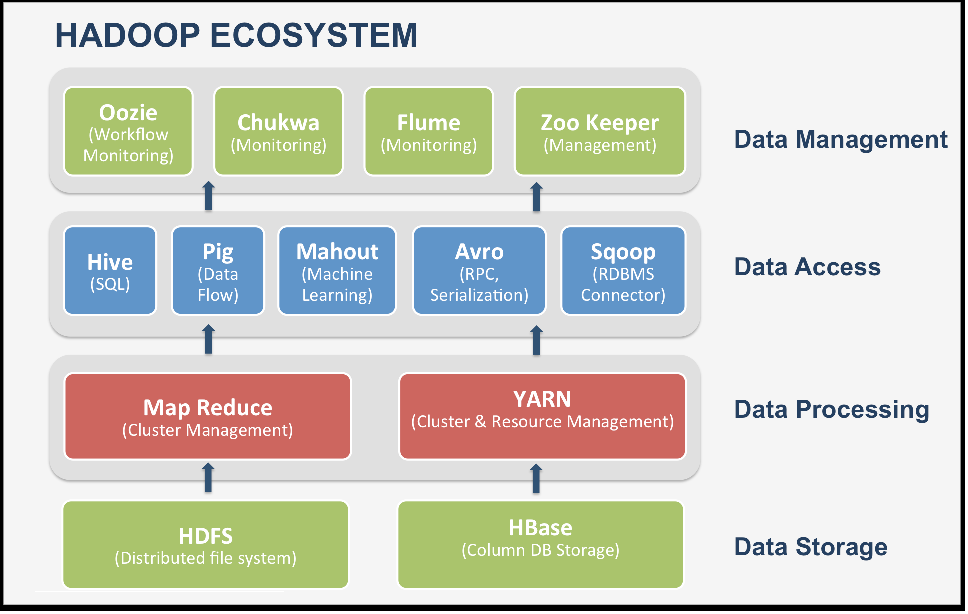 HADOOP ECOSYSTEM
Oozie
(Workflow
Monitoring)
Chukwa
(Monitoring)
Flume
(Monitoring)
Zoo Keeper
(Management)
Data Management
Hive
(SQL)
Pig
(Data
Flow)
Mahout
(Machine
Learning)
Avro
(RPC,
Serialization)
Sqoop
(RDBMS
Connector)
Data Access
Map Reduce
(Cluster Management)
YARN
(Cluster & Resource Management)
Data Processing
HDFS
(Distributed file system)
HBase
(Column DB Storage)
Data Storage